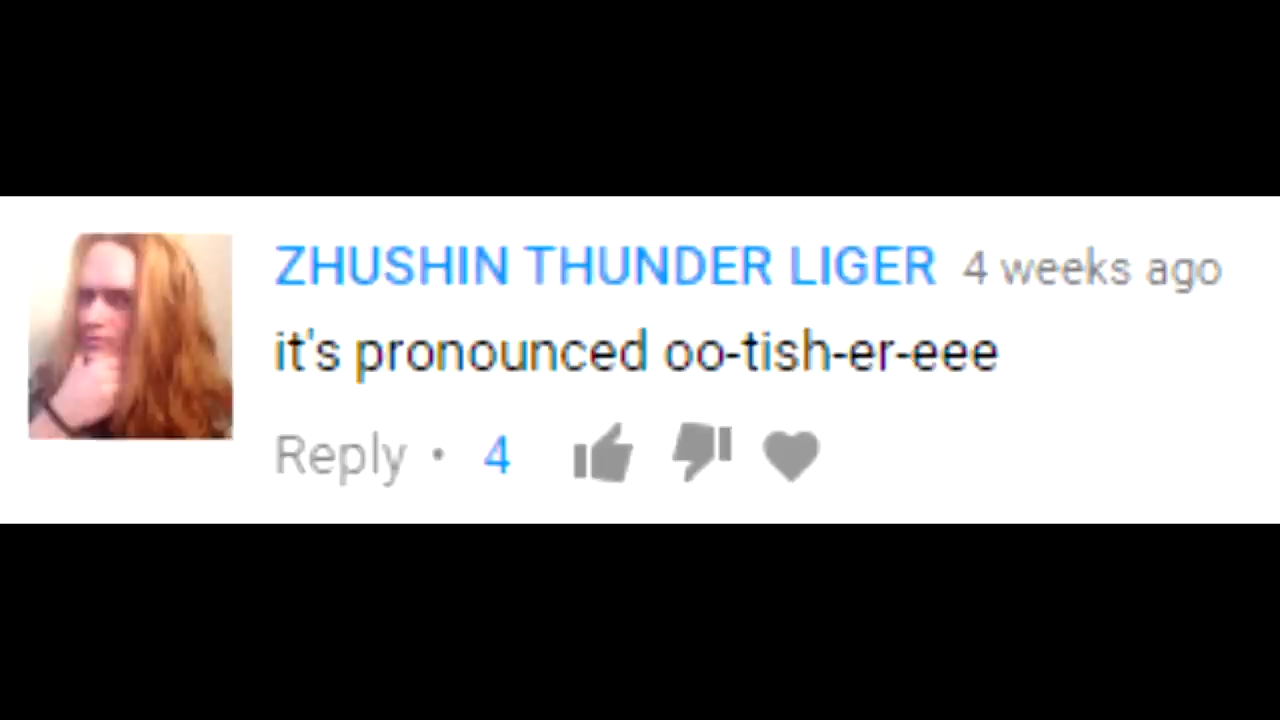 ZHUSHIN THUNDER LIGER 4 weeks ago
it's pronounced oo-tish-er-eee
Reply • 4